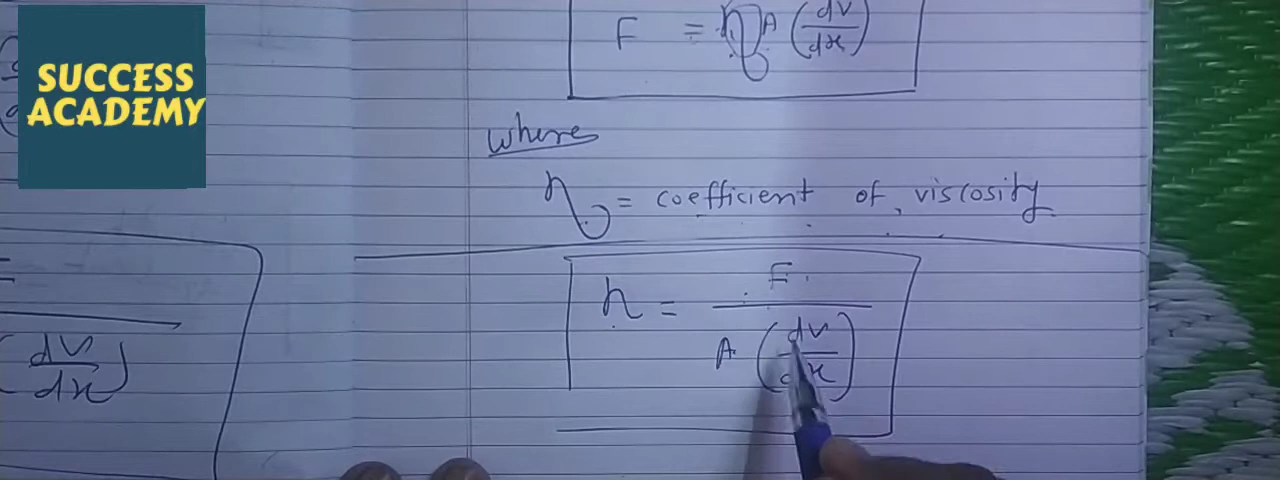 SUCCESS
ACADEMY
F = η A (dv/dx)
where
η = coefficient of viscosity
η = F / A (dv/dx)
(dv/dx)